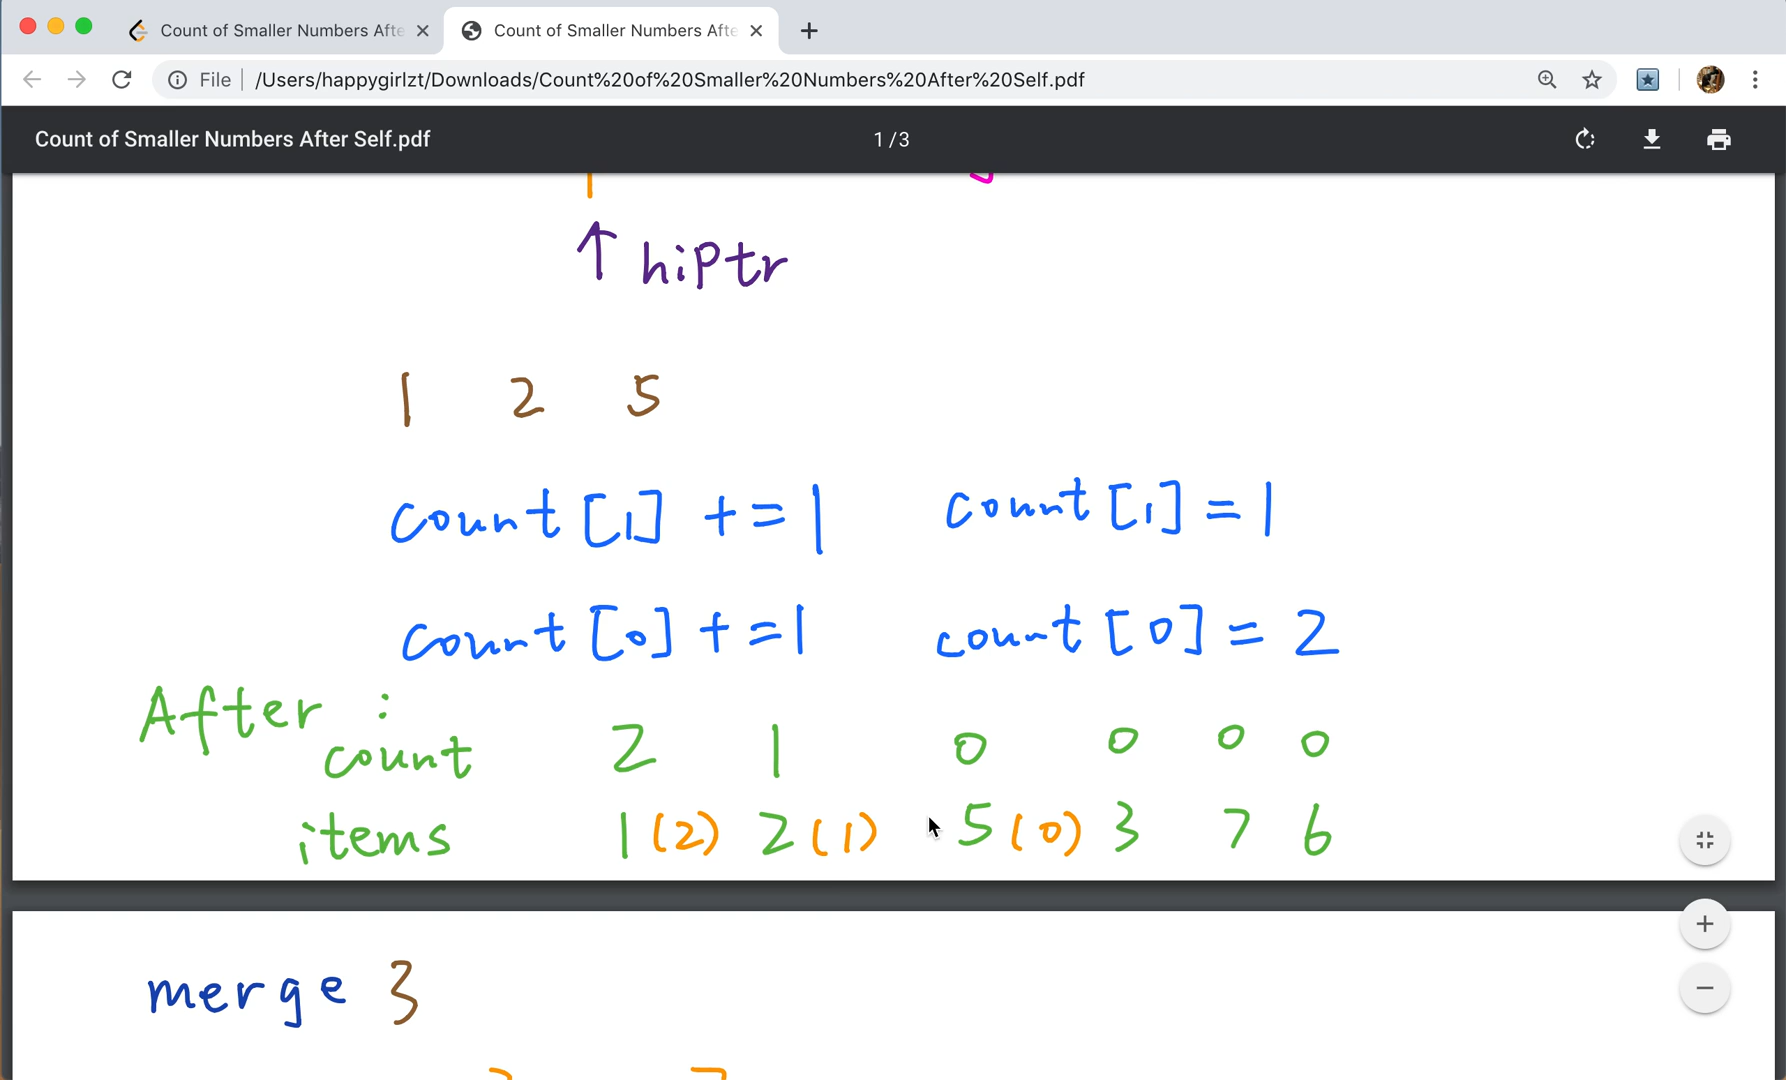 Count of Smaller Numbers Afte
Count of Smaller Numbers Afte
File /Users/happygirlzt/Downloads/Count%20of%20Smaller%20Numbers%20After%20Self.pdf
Count of Smaller Numbers After Self.pdf
1 / 3
↑ hiPtr
1 2 5
count [1] += 1 count [1] = 1
count [0] += 1 count [0] = 2
After :
count 2 1 0 0 0 0
items 1 (2) 2 (1) 5 (0) 3 7 6
merge 3